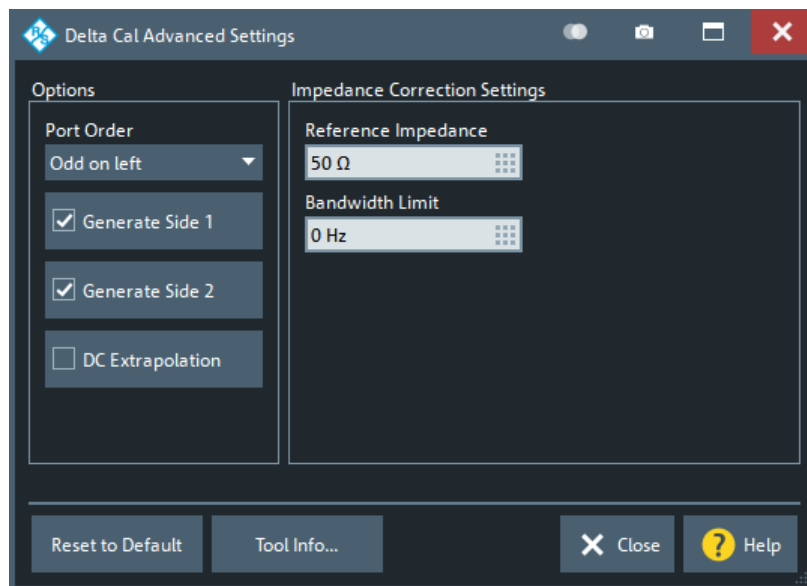 R&S Delta Cal Advanced Settings
Options
Port Order
Odd on left
Generate Side 1
Generate Side 2
DC Extrapolation
Impedance Correction Settings
Reference Impedance
50 Ω
Bandwidth Limit
0 Hz
Reset to Default
Tool Info...
Close
? Help